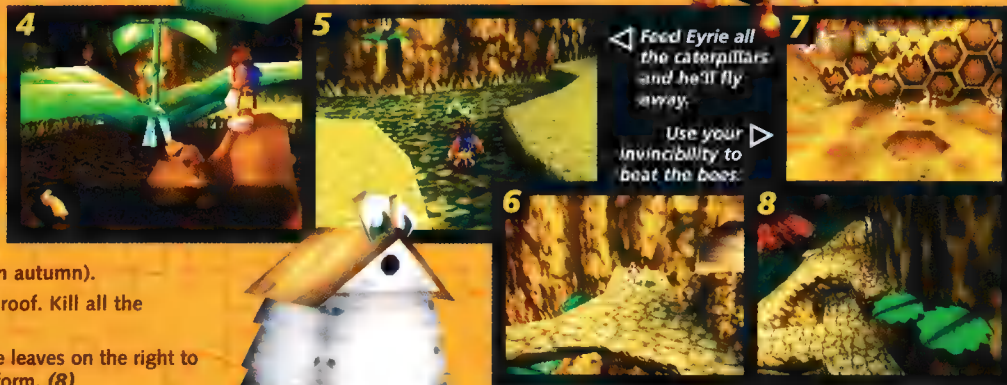 4
5
Feed Eyrie all
the caterpillars
and he'll fly
away.
Use your
invincibility to
beat the bees.
7
6
8
n autumn).
roof. Kill all the
e leaves on the right to
form. (8)